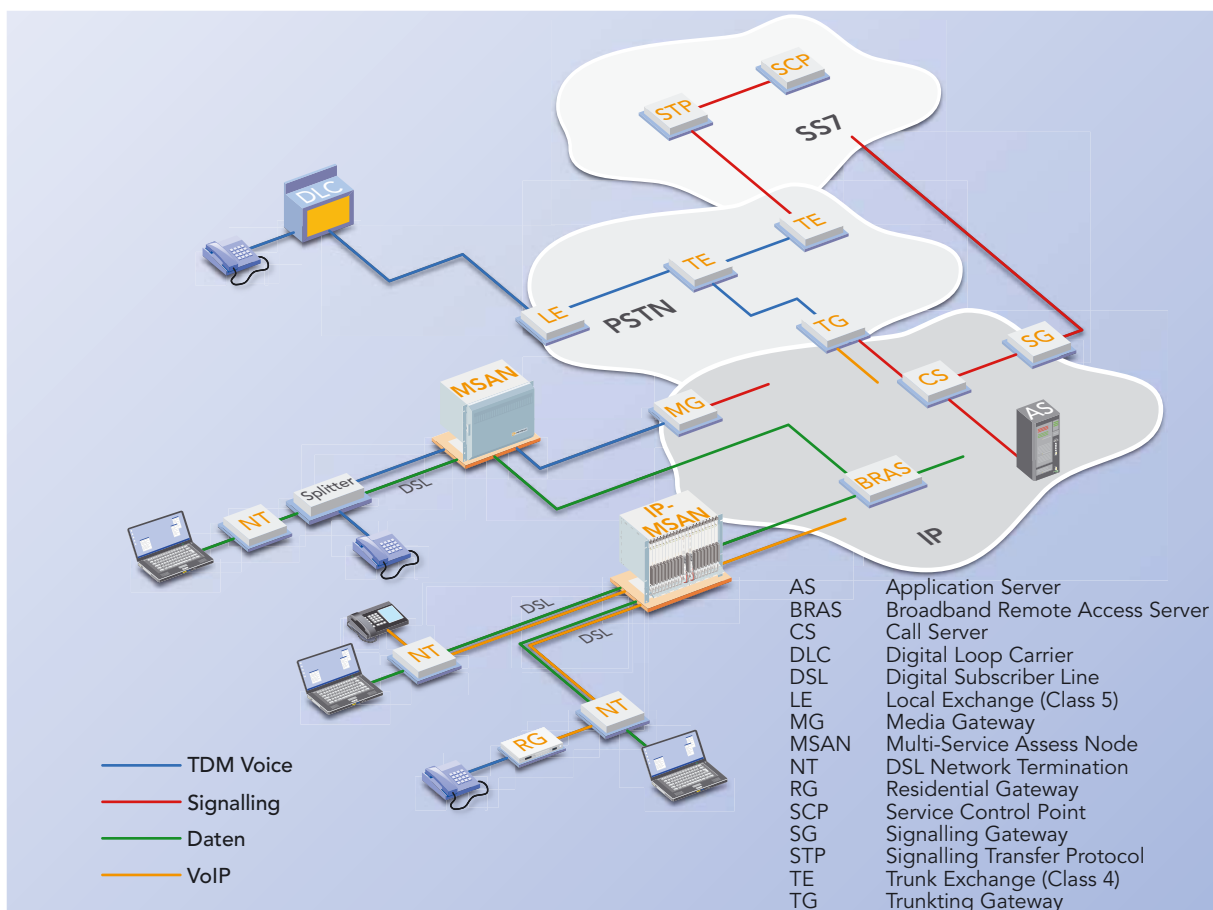 SCP
STP
SS7
DLC
TE
TE
LE
PSTN
TG
SG
MSAN
CS
MG
AS
DSL
Splitter
BRAS
NT
IP-
MSAN
IP
DSL
DSL
NT
NT
RG
TDM Voice
Signalling
Daten
VoIP
AS Application Server
BRAS Broadband Remote Access Server
CS Call Server
DLC Digital Loop Carrier
DSL Digital Subscriber Line
LE Local Exchange (Class 5)
MG Media Gateway
MSAN Multi-Service Assess Node
NT DSL Network Termination
RG Residential Gateway
SCP Service Control Point
SG Signalling Gateway
STP Signalling Transfer Protocol
TE Trunk Exchange (Class 4)
TG Trunkting Gateway